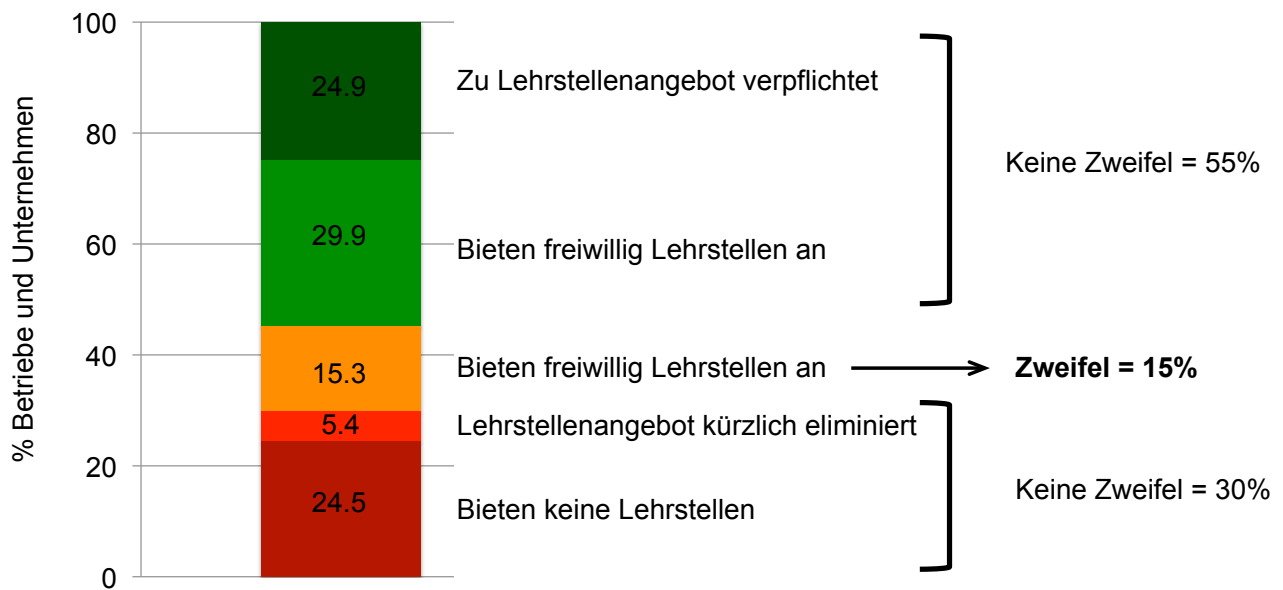 % Betriebe und Unternehmen
100
80
60
40
20
0
24.9
29.9
15.3
5.4
24.5
Zu Lehrstellenangebot verpflichtet
Bieten freiwillig Lehrstellen an
Bieten freiwillig Lehrstellen an
Lehrstellenangebot kürzlich eliminiert
Bieten keine Lehrstellen
Keine Zweifel = 55%
Zweifel = 15%
Keine Zweifel = 30%